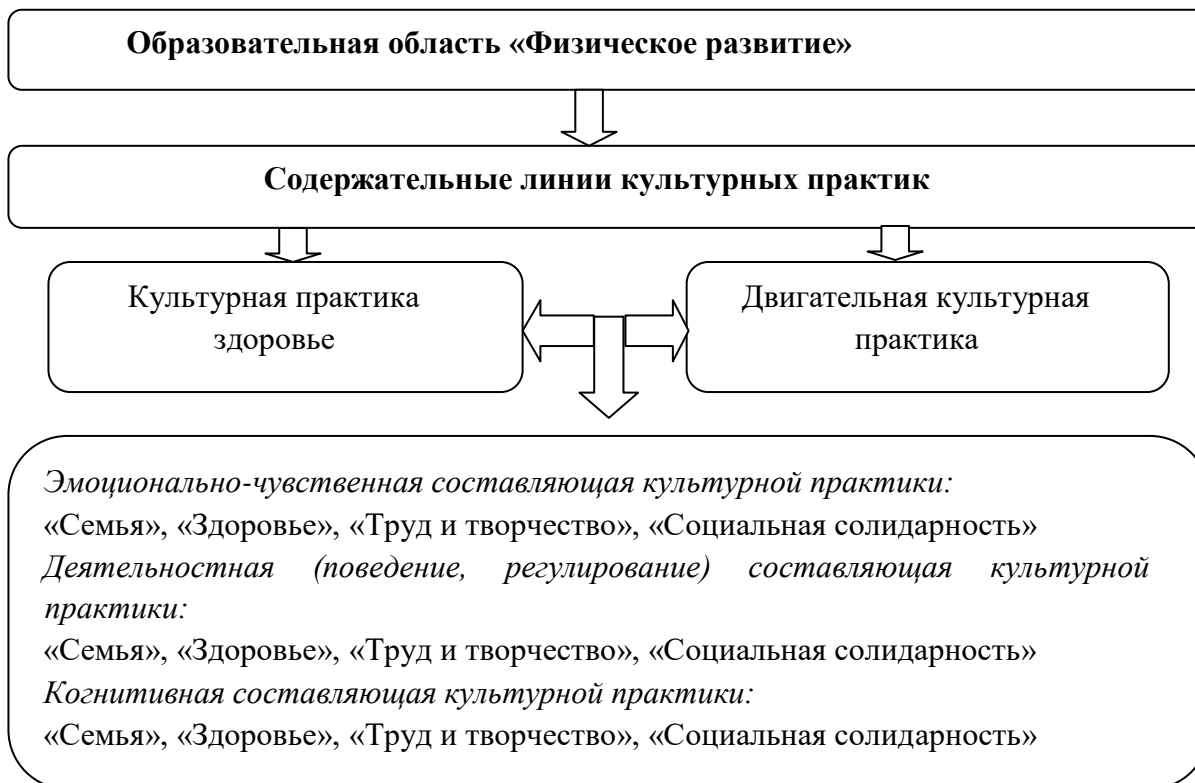 Образовательная область «Физическое развитие»
Содержательные линии культурных практик
Культурная практика
здоровье
Двигательная культурная
практика
Эмоционально-чувственная составляющая культурной практики:
«Семья», «Здоровье», «Труд и творчество», «Социальная солидарность»
Деятельностная (поведение, регулирование) составляющая культурной
практики:
«Семья», «Здоровье», «Труд и творчество», «Социальная солидарность»
Когнитивная составляющая культурной практики:
«Семья», «Здоровье», «Труд и творчество», «Социальная солидарность»